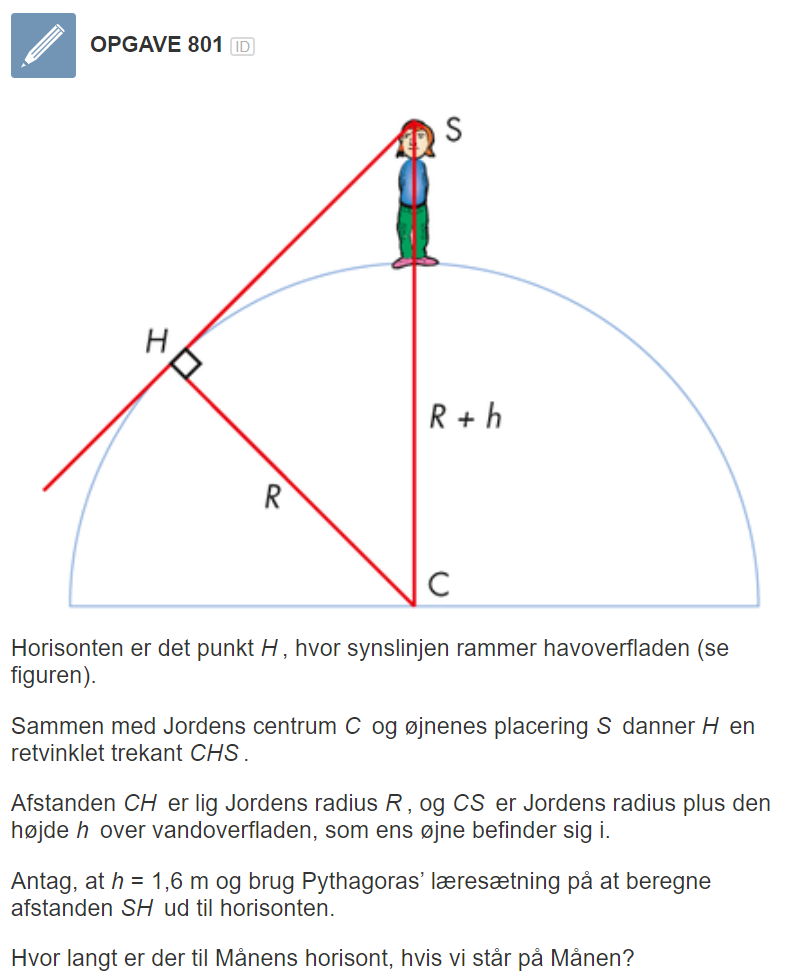 OPGAVE 801 ID
S
H
R + h
R
C
Horisonten er det punkt H, hvor synslinjen rammer havoverfladen (se
figuren).
Sammen med Jordens centrum C og øjnenes placering S danner H en
retvinklet trekant CHS.
Afstanden CH er lig Jordens radius R, og CS er Jordens radius plus den
højde h over vandoverfladen, som ens øjne befinder sig i.
Antag, at h = 1,6 m og brug Pythagoras’ læresætning på at beregne
afstanden SH ud til horisonten.
Hvor langt er der til Månens horisont, hvis vi står på Månen?